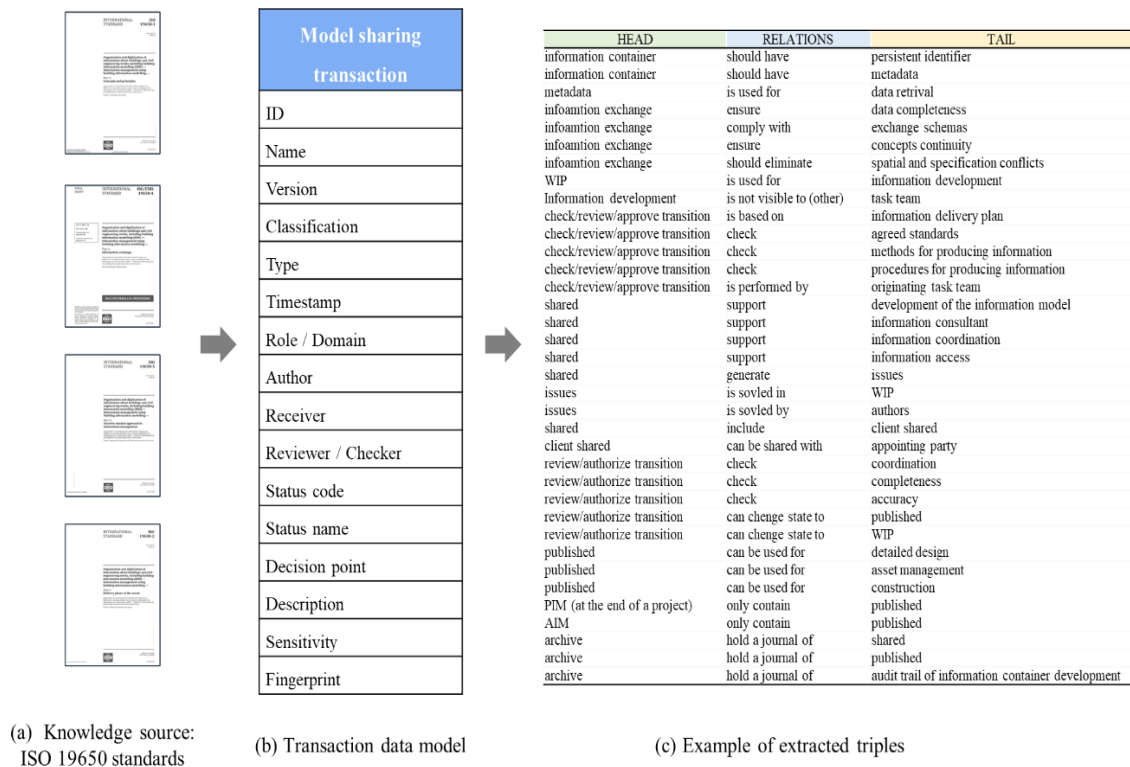 INTERNATIONAL STANDARD
ISO 19650-1
INTERNATIONAL STANDARD
INTERNATIONAL STANDARD
INTERNATIONAL STANDARD
Model sharing
transaction
ID
Name
Version
Classification
Type
Timestamp
Role / Domain
Author
Receiver
Reviewer / Checker
Status code
Status name
Decision point
Description
Sensitivity
Fingerprint
HEAD RELATIONS TAIL
information container should have persistent identifier
information container should have metadata
metadata is used for data retrival
infoamtion exchange ensure data completeness
infoamtion exchange comply with exchange schemas
infoamtion exchange ensure concepts continuity
infoamtion exchange should eliminate spatial and specification conflicts
WIP is used for information development
Information development is not visible to (other) task team
check/review/approve transition is based on information delivery plan
check/review/approve transition check agreed standards
check/review/approve transition check methods for producing information
check/review/approve transition check procedures for producing information
check/review/approve transition is performed by originating task team
shared support development of the information model
shared support information consultant
shared support information coordination
shared support information access
shared generate issues
issues is sovled in WIP
issues is sovled by authors
shared include client shared
client shared can be shared with appointing party
review/authorize transition check coordination
review/authorize transition check completeness
review/authorize transition check accuracy
review/authorize transition can chenge state to published
review/authorize transition can chenge state to WIP
published can be used for detailed design
published can be used for asset management
published can be used for construction
PIM (at the end of a project) only contain published
AIM only contain published
archive hold a journal of shared
archive hold a journal of published
archive hold a journal of audit trail of information container development
(a) Knowledge source:
ISO 19650 standards
(b) Transaction data model
(c) Example of extracted triples